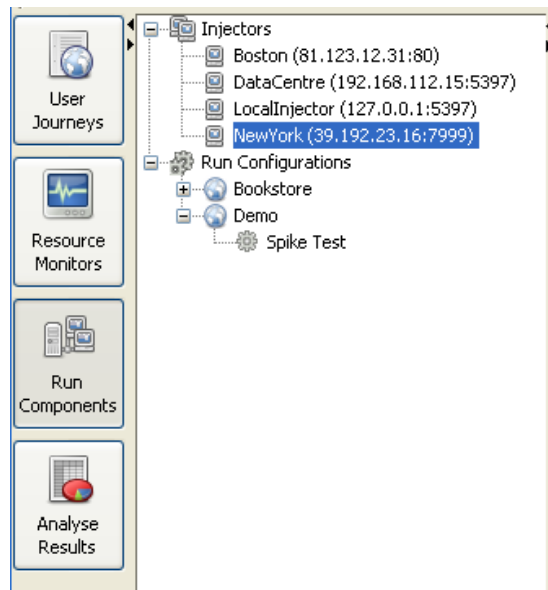 User
Journeys
Resource
Monitors
Run
Components
Analyse
Results
Injectors
Boston (81.123.12.31:80)
DataCentre (192.168.112.15:5397)
LocalInjector (127.0.0.1:5397)
NewYork (39.192.23.16:7999)
Run Configurations
Bookstore
Demo
Spike Test